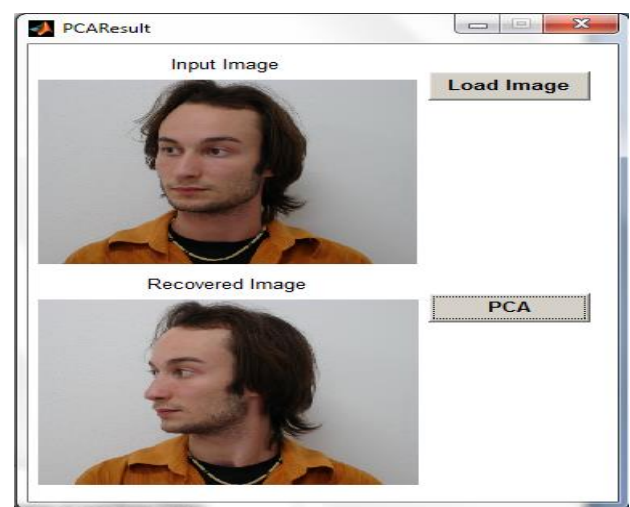 PCAResult
Input Image
Load Image
Recovered Image
PCA